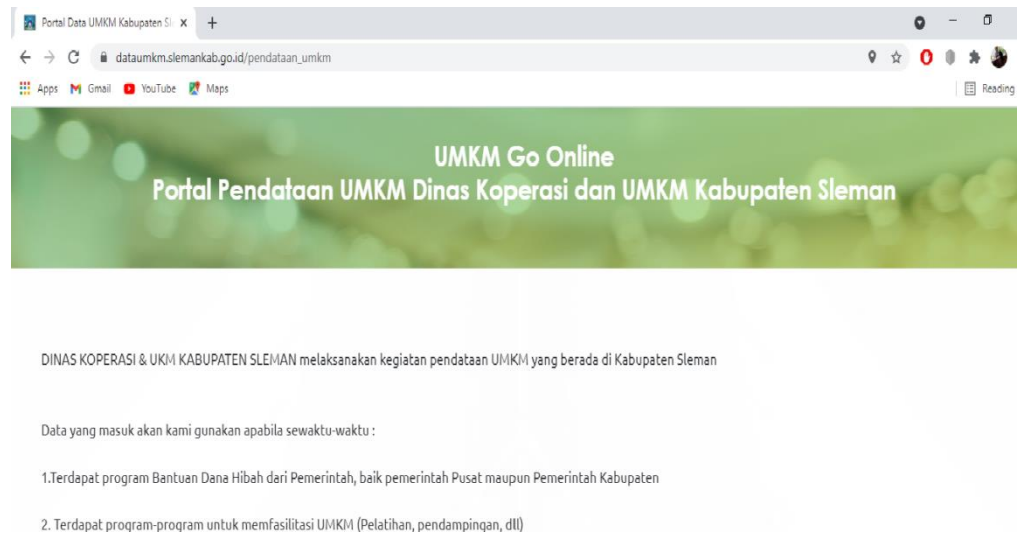 Portal Data UMKM Kabupaten Sl
dataumkm.slemankab.go.id/pendataan_umkm
Apps Gmail YouTube Maps Reading
UMKM Go Online
Portal Pendataan UMKM Dinas Koperasi dan UMKM Kabupaten Sleman
DINAS KOPERASI & UKM KABUPATEN SLEMAN melaksanakan kegiatan pendataan UMKM yang berada di Kabupaten Sleman
Data yang masuk akan kami gunakan apabila sewaktu-waktu :
1.Terdapat program Bantuan Dana Hibah dari Pemerintah, baik pemerintah Pusat maupun Pemerintah Kabupaten
2. Terdapat program-program untuk memfasilitasi UMKM (Pelatihan, pendampingan, dll)